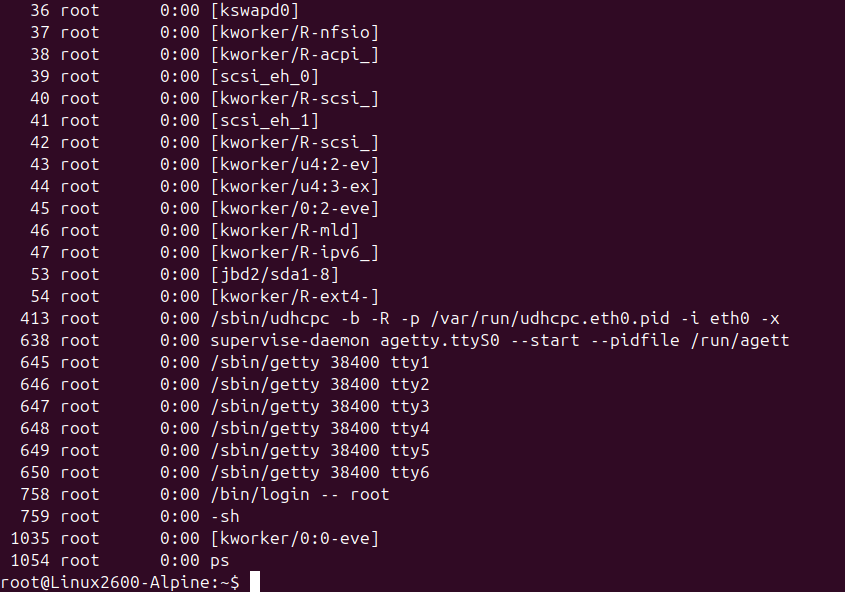 36 root 0:00 [kswapd0]
37 root 0:00 [kworker/R-nfsio]
38 root 0:00 [kworker/R-acpi_]
39 root 0:00 [scsi_eh_0]
40 root 0:00 [kworker/R-scsi_]
41 root 0:00 [scsi_eh_1]
42 root 0:00 [kworker/R-scsi_]
43 root 0:00 [kworker/u4:2-ev]
44 root 0:00 [kworker/u4:3-ex]
45 root 0:00 [kworker/0:2-eve]
46 root 0:00 [kworker/R-mld]
47 root 0:00 [kworker/R-ipv6_]
53 root 0:00 [jbd2/sda1-8]
54 root 0:00 [kworker/R-ext4-]
413 root 0:00 /sbin/udhcpc -b -R -p /var/run/udhcpc.eth0.pid -i eth0 -x
638 root 0:00 supervise-daemon agetty.ttyS0 --start --pidfile /run/agett
645 root 0:00 /sbin/getty 38400 tty1
646 root 0:00 /sbin/getty 38400 tty2
647 root 0:00 /sbin/getty 38400 tty3
648 root 0:00 /sbin/getty 38400 tty4
649 root 0:00 /sbin/getty 38400 tty5
650 root 0:00 /sbin/getty 38400 tty6
758 root 0:00 /bin/login -- root
759 root 0:00 -sh
1035 root 0:00 [kworker/0:0-eve]
1054 root 0:00 ps
root@Linux2600-Alpine:~$